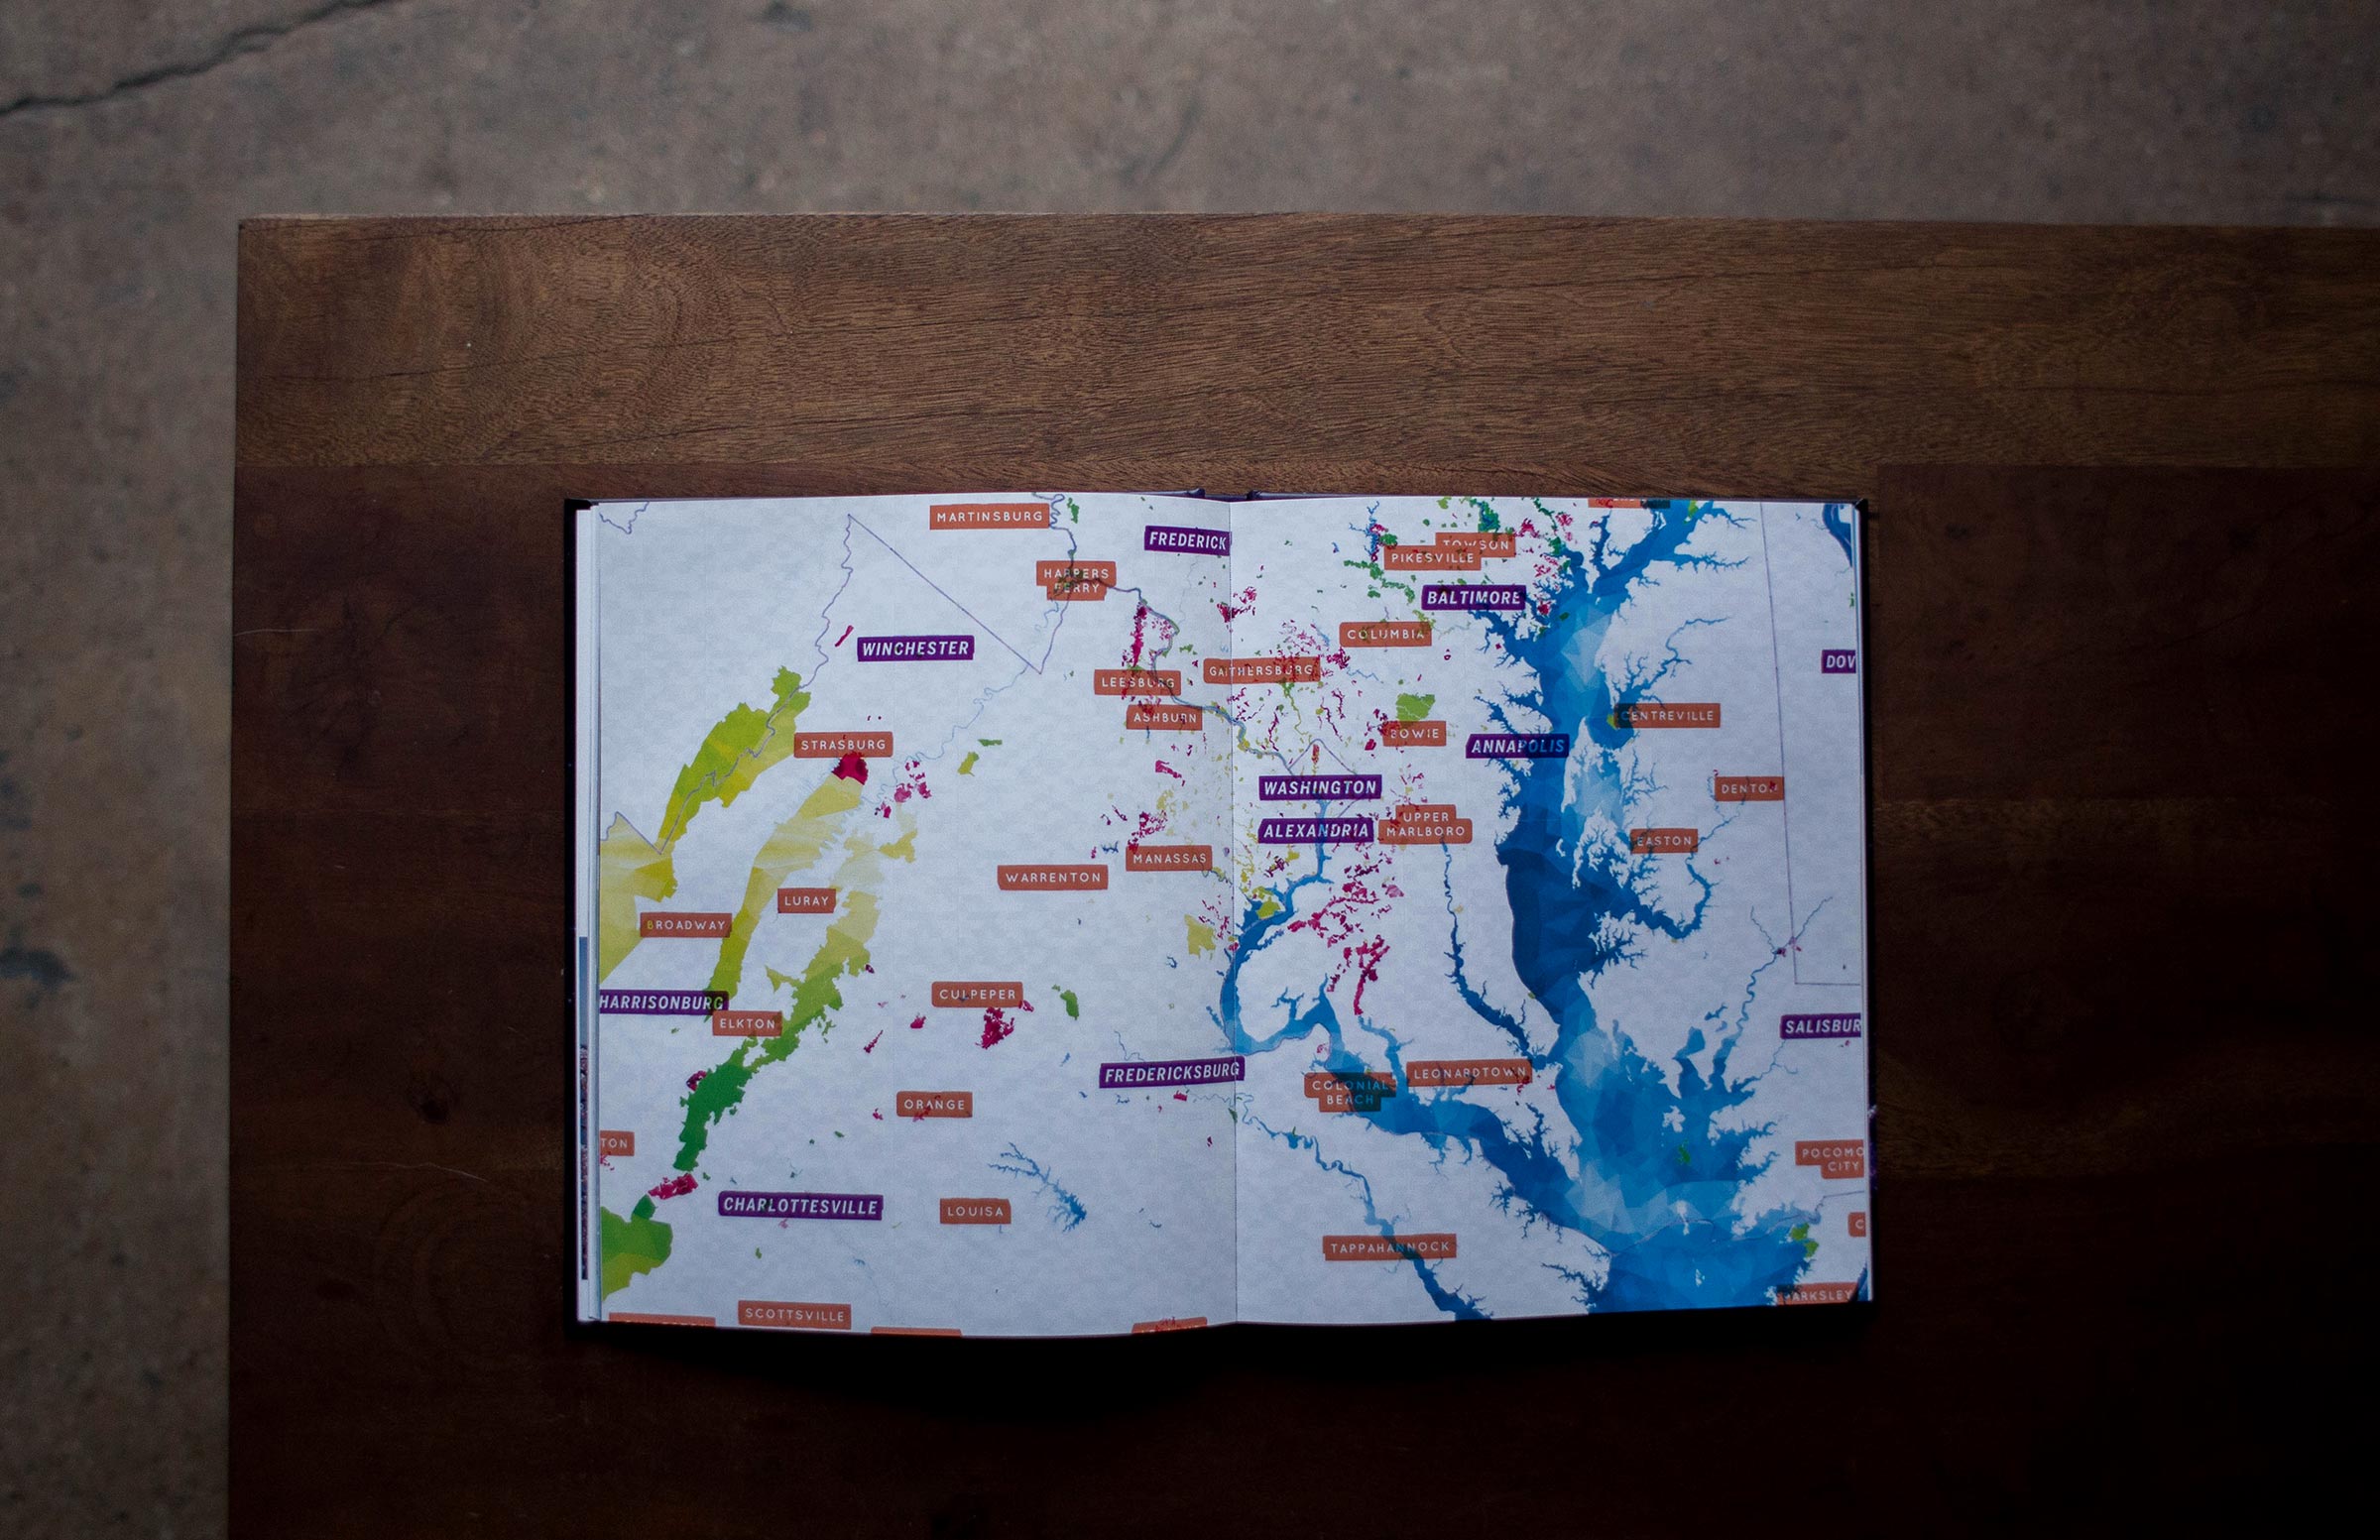 MARTINSBURG
FREDERICK
TOWSON
PIKESVILLE
HARPERS
FERRY
BALTIMORE
COLUMBIA
WINCHESTER
DOV
GAITHERSBURG
LEESBURG
ASHBURN
CENTREVILLE
BOWIE
STRASBURG
ANNAPOLIS
WASHINGTON
DENTON
UPPER
MARLBORO
ALEXANDRIA
EASTON
MANASSAS
WARRENTON
LURAY
BROADWAY
CULPEPER
HARRISONBURG
ELKTON
SALISBUR
FREDERICKSBURG
LEONARDTOWN
COLONIAL
BEACH
ORANGE
TON
POCOMO
CITY
CHARLOTTESVILLE
LOUISA
C
TAPPAHANNOCK
PARKSLEY
SCOTTSVILLE